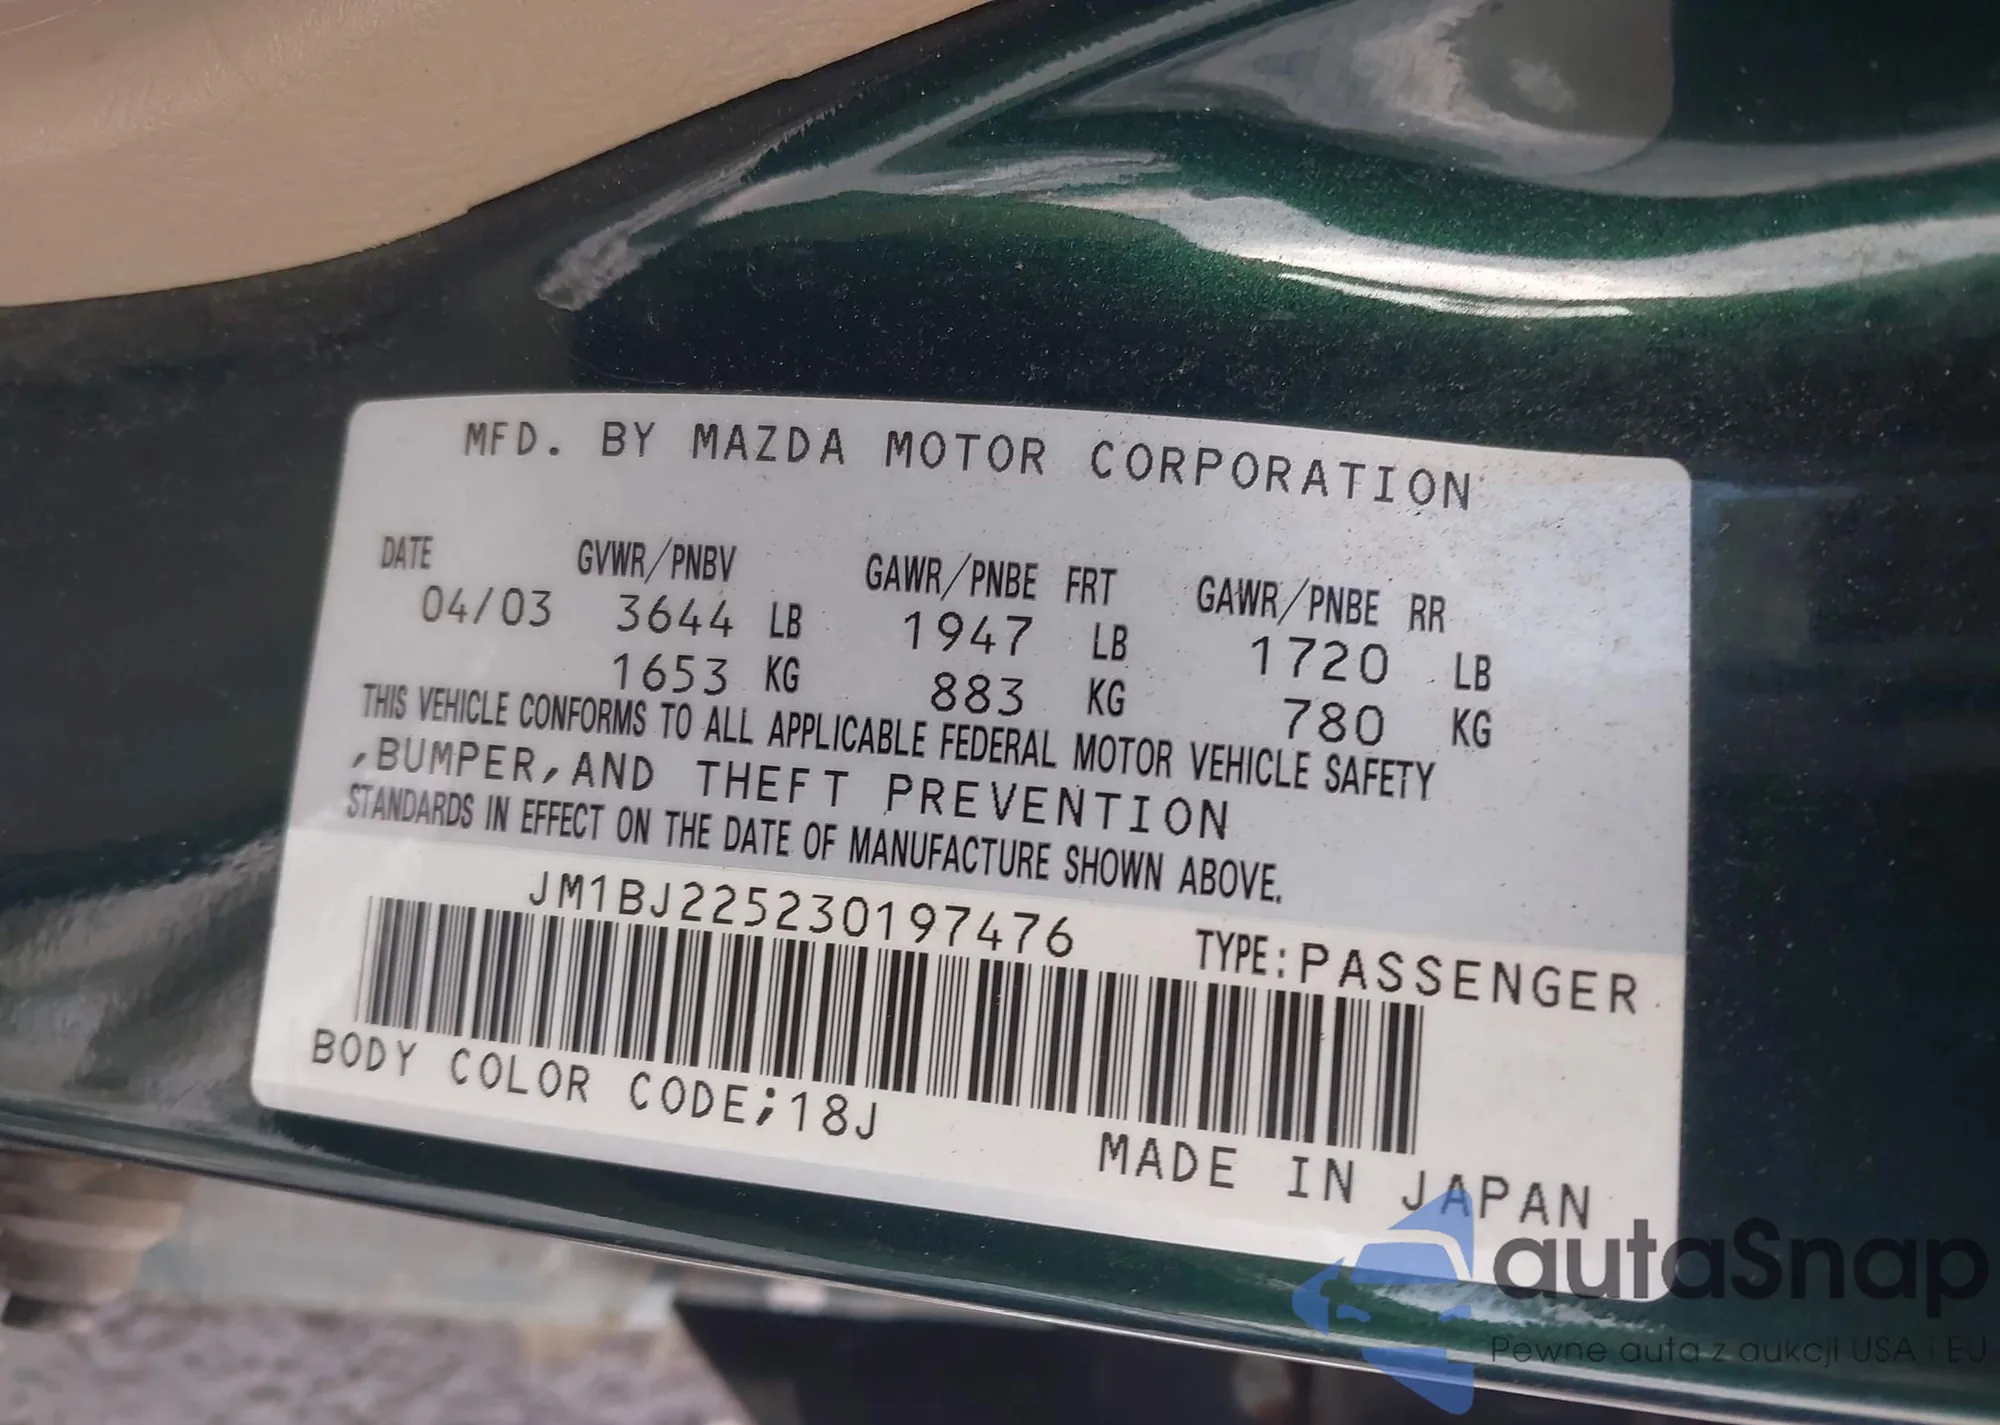 MFD. BY MAZDA MOTOR CORPORATION
DATE GVWR/PNBV GAWR/PNBE FRT GAWR/PNBE RR
04/03 3644 LB 1947 LB 1720 LB
1653 KG 883 KG 780 KG
THIS VEHICLE CONFORMS TO ALL APPLICABLE FEDERAL MOTOR VEHICLE SAFETY
,BUMPER,AND THEFT PREVENTION
STANDARDS IN EFFECT ON THE DATE OF MANUFACTURE SHOWN ABOVE.
JM1BJ225230197476 TYPE:PASSENGER
BODY COLOR CODE;18J
MADE IN JAPAN
autaSnap
Pewne auta z aukcji USA i EU